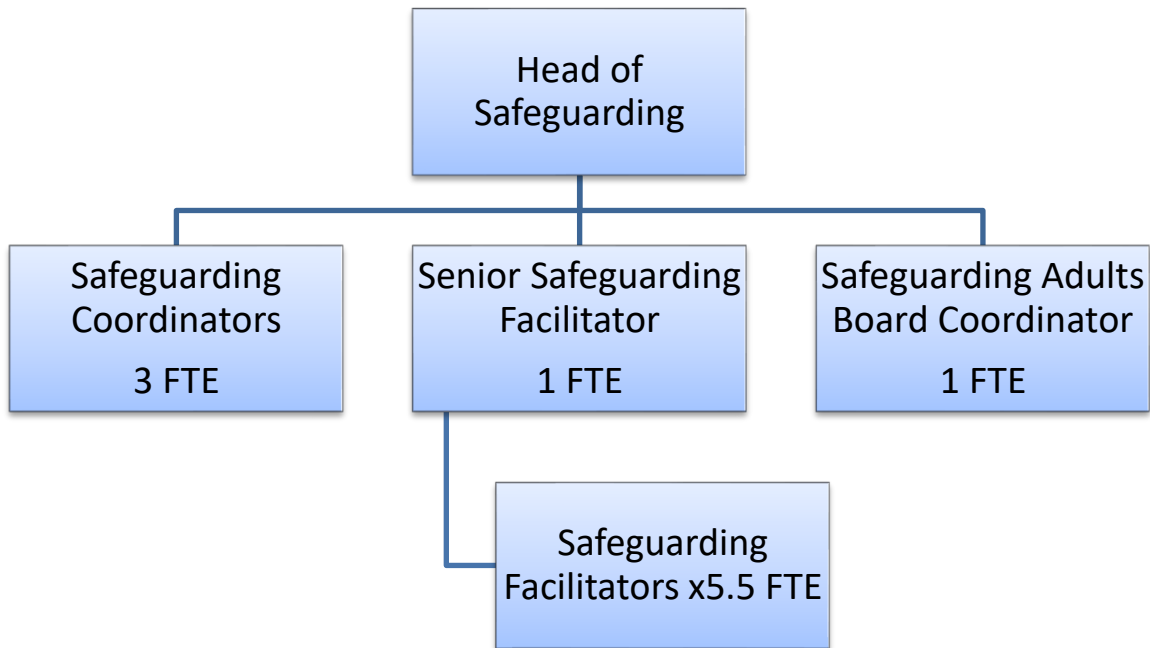 Head of
Safeguarding
Safeguarding
Coordinators
3 FTE
Senior Safeguarding
Facilitator
1 FTE
Safeguarding Adults
Board Coordinator
1 FTE
Safeguarding
Facilitators x5.5 FTE